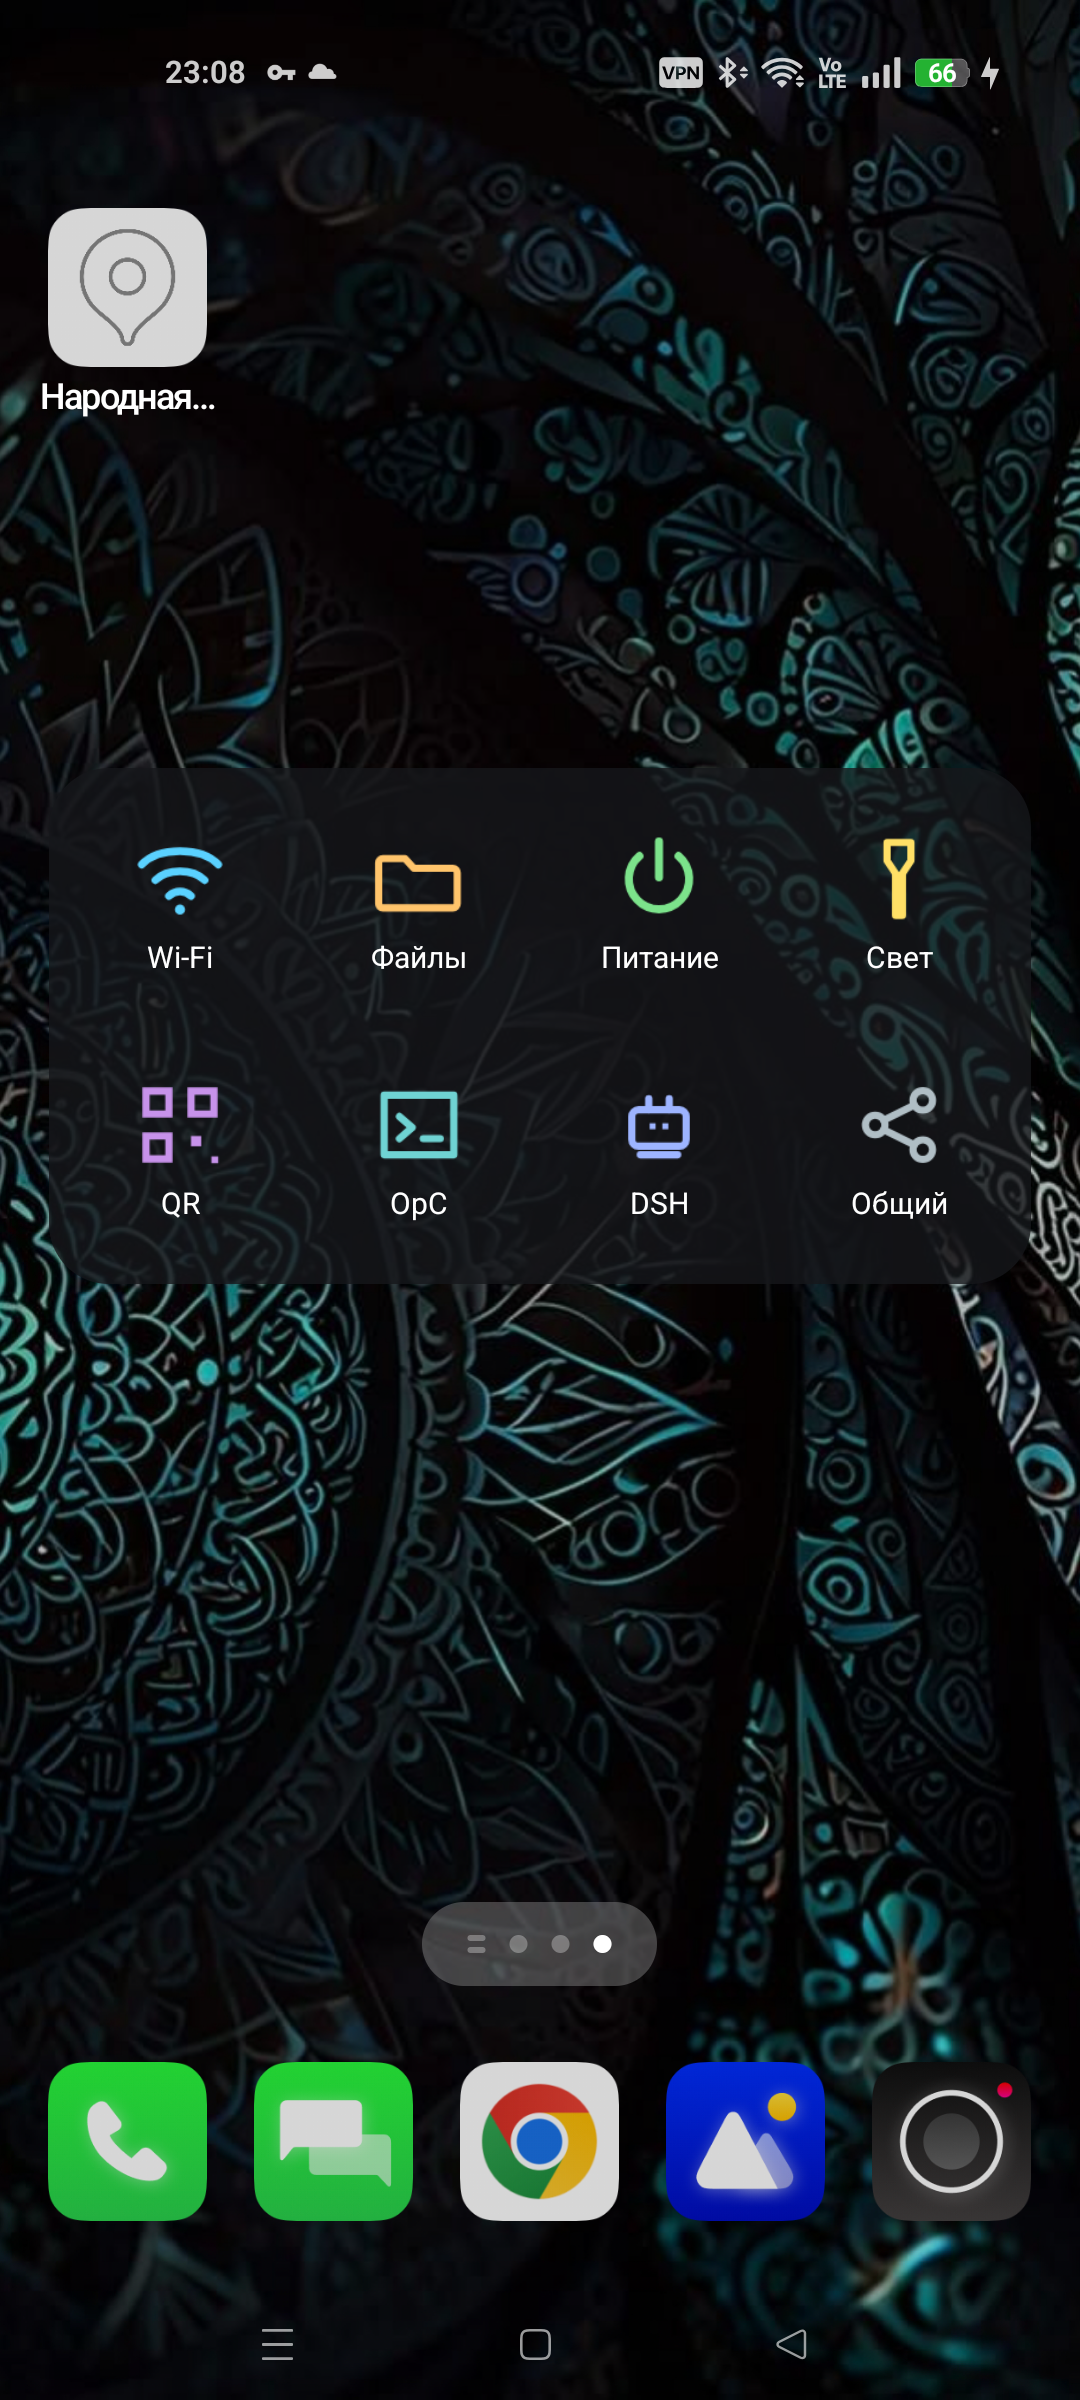 23:08
VPN
Vo
LTE
66
Народная...
Wi-Fi
Файлы
Питание
Свет
QR
OpC
DSH
Общий